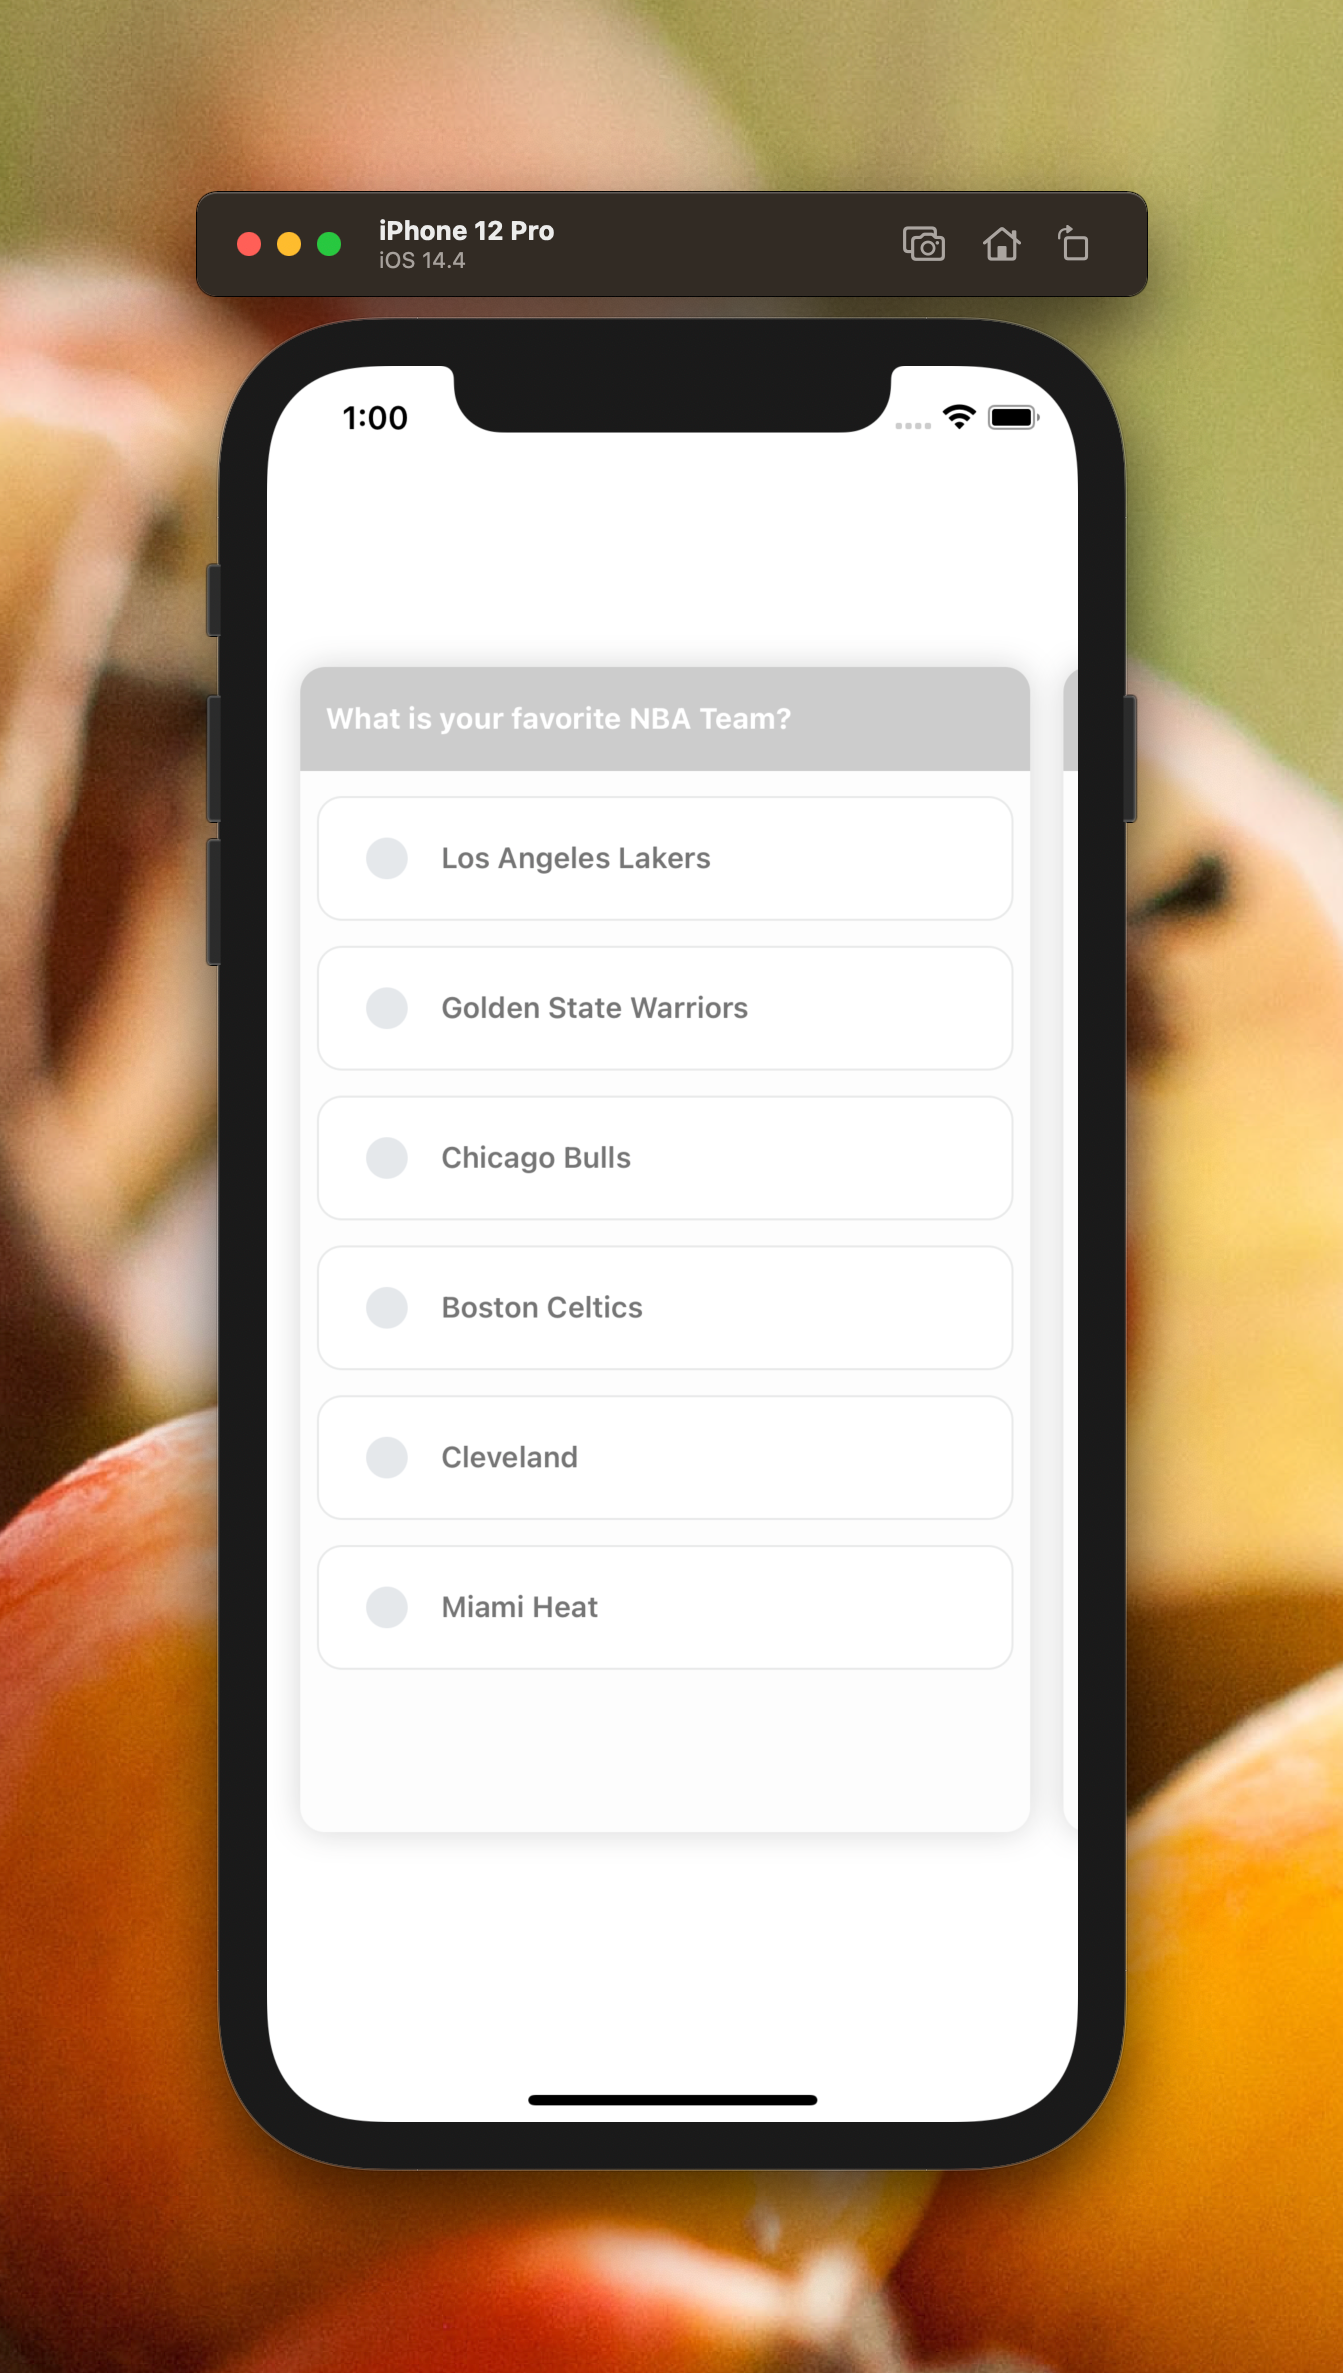 iPhone 12 Pro
iOS 14.4
1:00
What is your favorite NBA Team?
Los Angeles Lakers
Golden State Warriors
Chicago Bulls
Boston Celtics
Cleveland
Miami Heat